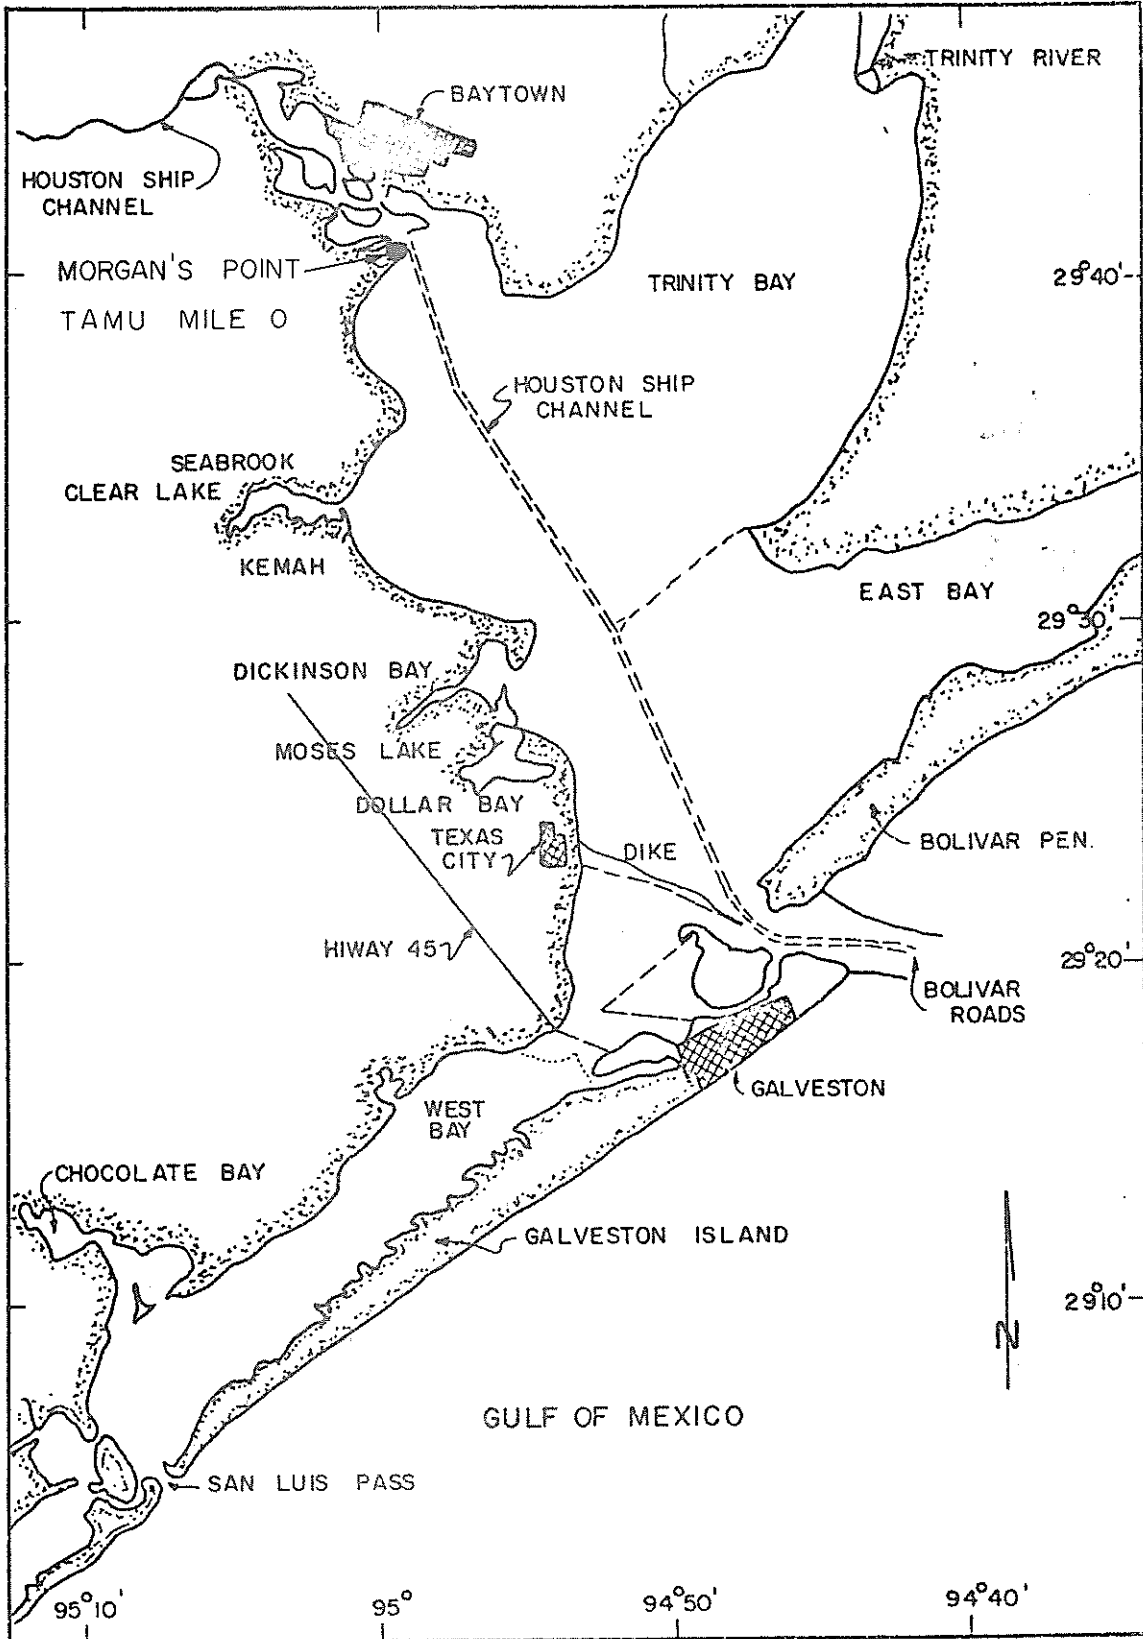 TRINITY RIVER
BAYTOWN
HOUSTON SHIP
CHANNEL
MORGAN'S POINT
TAMU MILE 0
TRINITY BAY
29°40'
HOUSTON SHIP
CHANNEL
SEABROOK
CLEAR LAKE
KEMAH
EAST BAY
29°30'
DICKINSON BAY
MOSES LAKE
DOLLAR BAY
TEXAS
CITY
DIKE
BOLIVAR PEN.
HIWAY 45
29°20'
BOLIVAR
ROADS
GALVESTON
WEST
BAY
CHOCOLATE BAY
GALVESTON ISLAND
29°10'
N
GULF OF MEXICO
SAN LUIS PASS
95°10'
95°
94°50'
94°40'